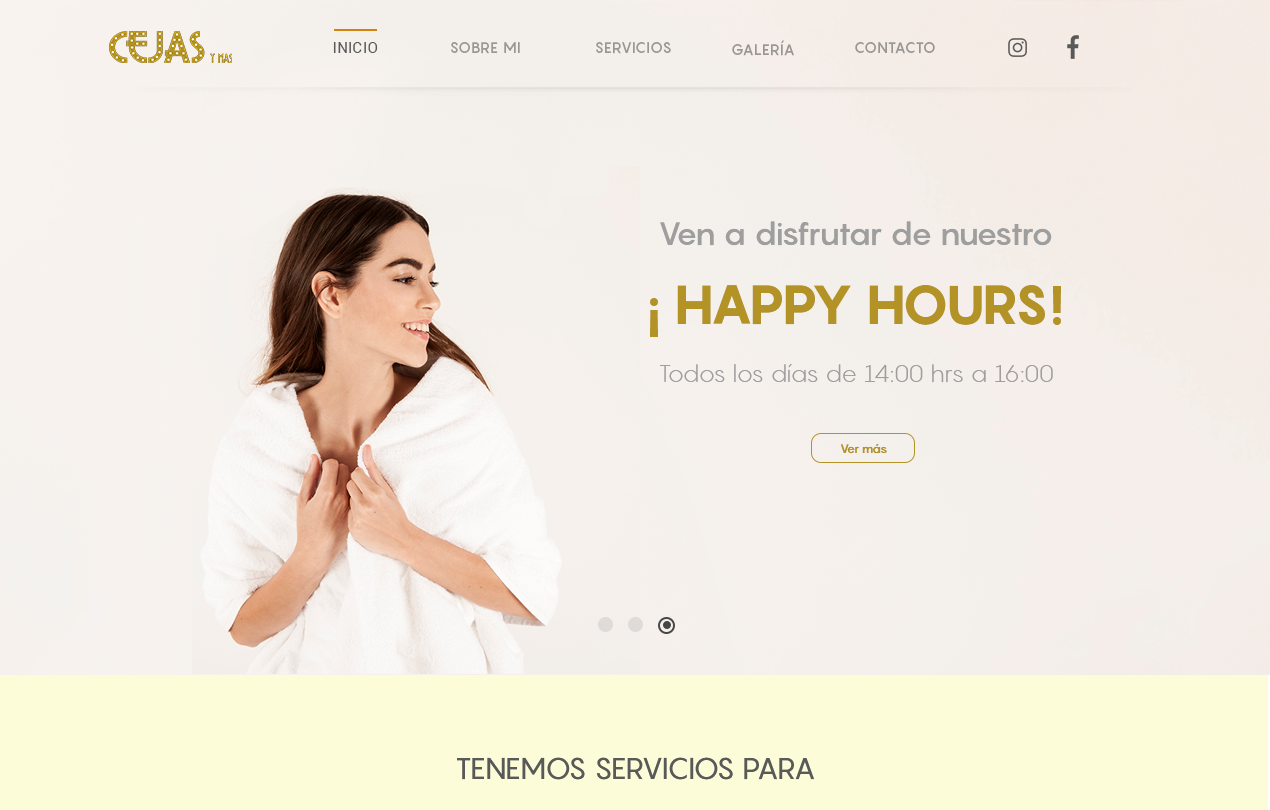 CEJAS Y MAS
INICIO
SOBRE MI
SERVICIOS
GALERÍA
CONTACTO
Ven a disfrutar de nuestro
¡ HAPPY HOURS!
Todos los días de 14:00 hrs a 16:00
Ver más
TENEMOS SERVICIOS PARA